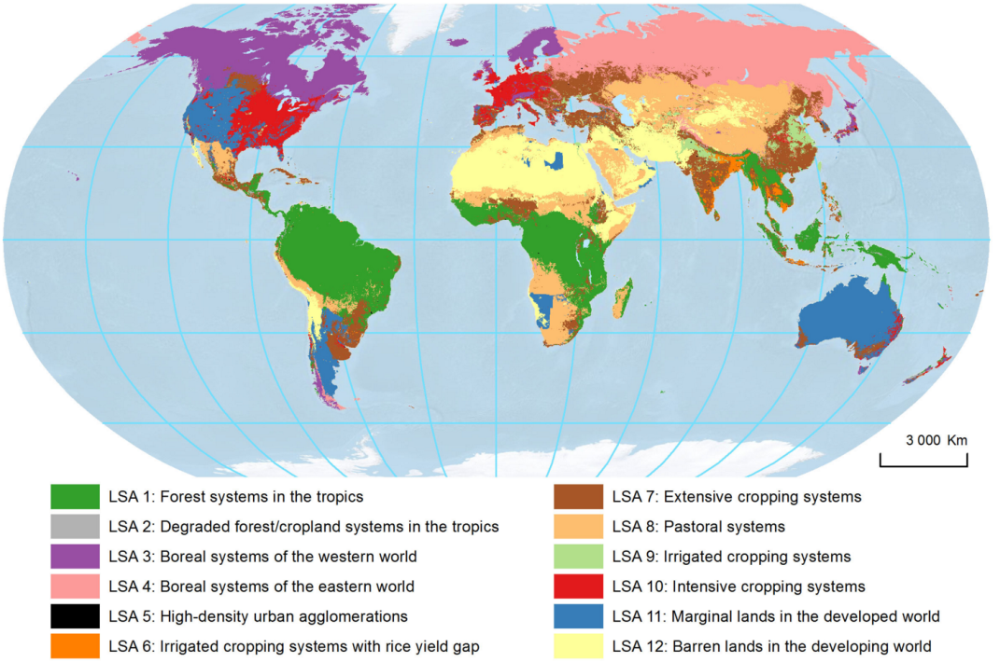 3 000 Km
LSA 1: Forest systems in the tropics
LSA 2: Degraded forest/cropland systems in the tropics
LSA 3: Boreal systems of the western world
LSA 4: Boreal systems of the eastern world
LSA 5: High-density urban agglomerations
LSA 6: Irrigated cropping systems with rice yield gap
LSA 7: Extensive cropping systems
LSA 8: Pastoral systems
LSA 9: Irrigated cropping systems
LSA 10: Intensive cropping systems
LSA 11: Marginal lands in the developed world
LSA 12: Barren lands in the developing world